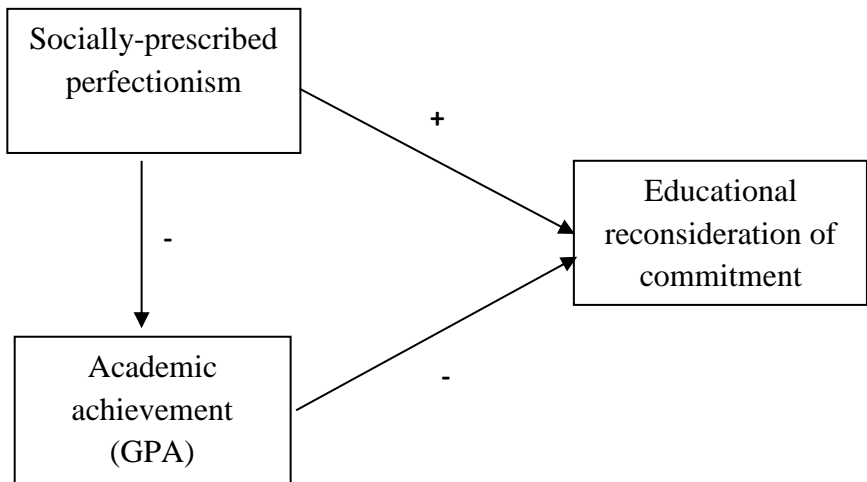 Socially-prescribed
perfectionism
+
Educational
reconsideration of
commitment
-
Academic
achievement
(GPA)
-